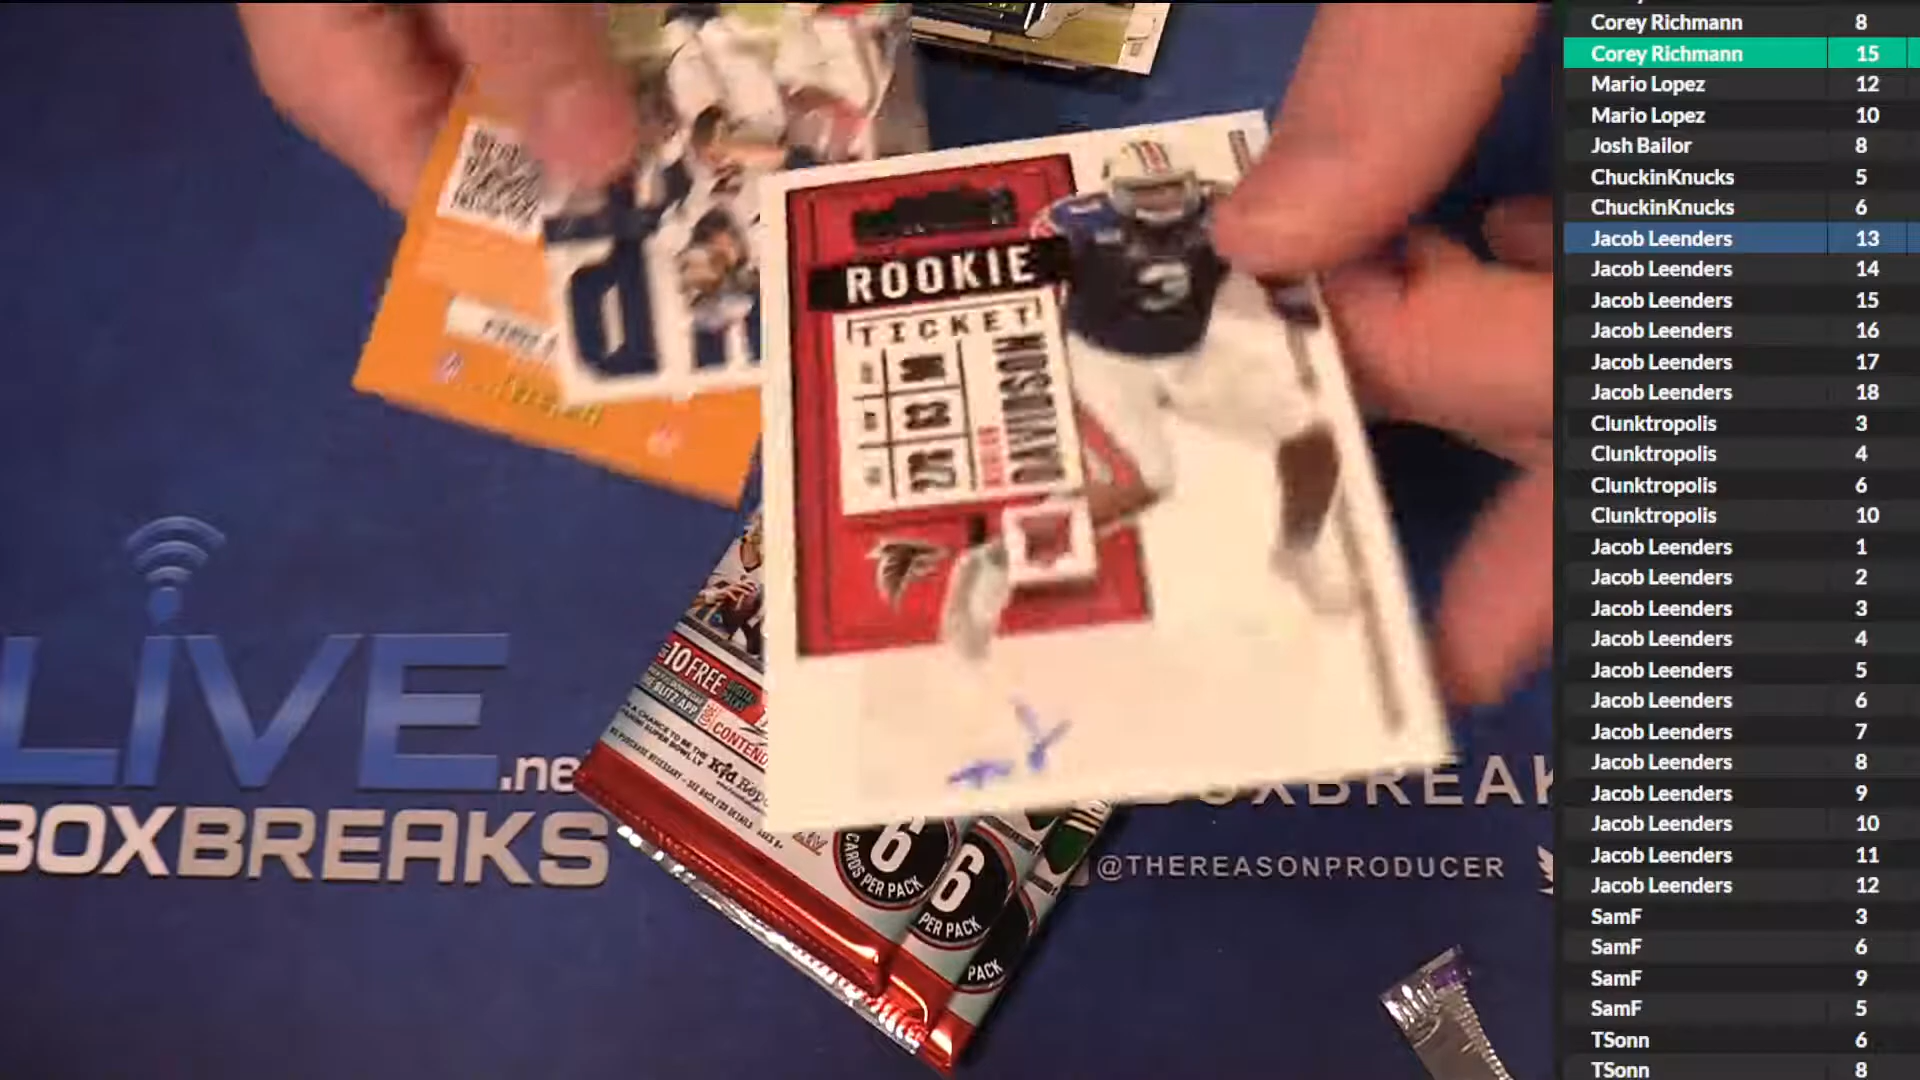 ROOKIE
TICKET
DAVIDSON
3
10 FREE
CONTEND
Kid
6
CARDS PER PACK
6
PER PACK
PACK
LIVE
.ne
BOXBREAKS
BOXBREAK
@THEREASONPRODUCER
Corey Richmann 8
Corey Richmann 15
Mario Lopez 12
Mario Lopez 10
Josh Bailor 8
ChuckinKnucks 5
ChuckinKnucks 6
Jacob Leenders 13
Jacob Leenders 14
Jacob Leenders 15
Jacob Leenders 16
Jacob Leenders 17
Jacob Leenders 18
Clunktropolis 3
Clunktropolis 4
Clunktropolis 6
Clunktropolis 10
Jacob Leenders 1
Jacob Leenders 2
Jacob Leenders 3
Jacob Leenders 4
Jacob Leenders 5
Jacob Leenders 6
Jacob Leenders 7
Jacob Leenders 8
Jacob Leenders 9
Jacob Leenders 10
Jacob Leenders 11
Jacob Leenders 12
SamF 3
SamF 6
SamF 9
SamF 5
TSonn 6
TSonn 8